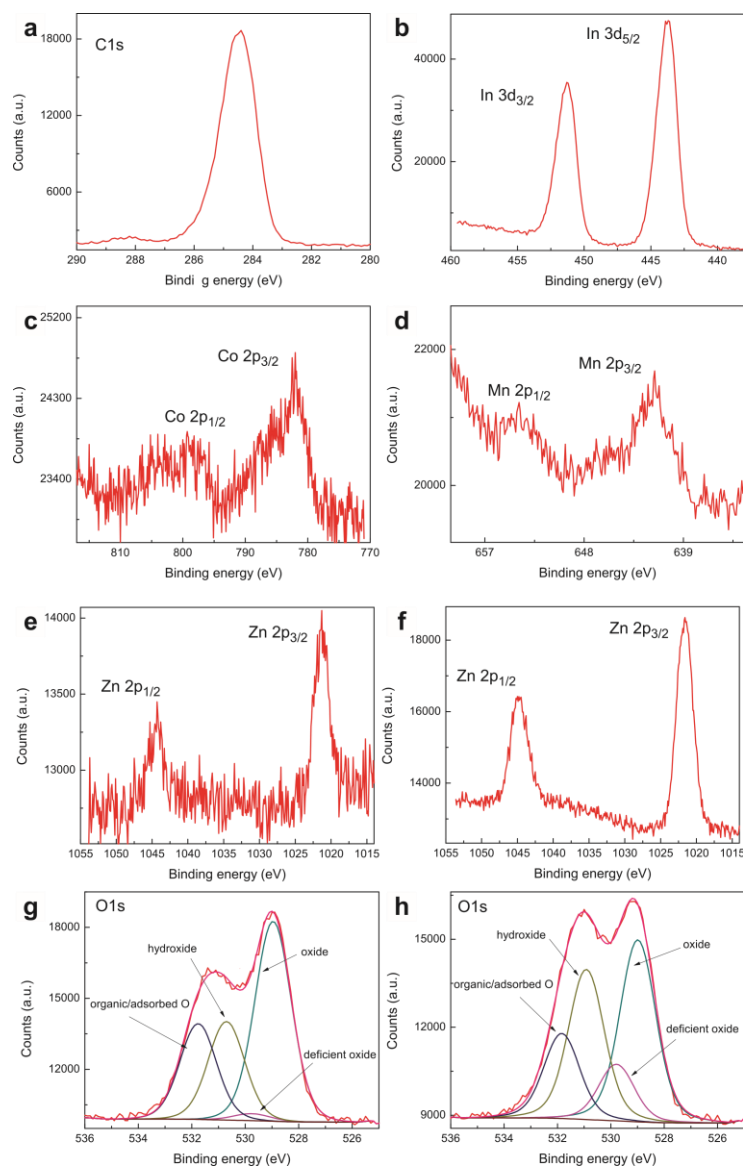 a
C1s
18000
12000
6000
Counts (a.u.)
290 288 286 284 282 280
Bindi g energy (eV)
b
In 3d5/2
In 3d3/2
40000
20000
0
Counts (a.u.)
460 455 450 445 440
Binding energy (eV)
c
25200
24300
23400
Co 2p3/2
Co 2p1/2
Counts (a.u.)
810 800 790 780 770
Binding energy (eV)
d
22000
20000
Mn 2p3/2
Mn 2p1/2
Counts (a.u.)
657 648 639
Binding energy (eV)
e
14000
13500
13000
Zn 2p3/2
Zn 2p1/2
Counts (a.u.)
1055 1050 1045 1040 1035 1030 1025 1020 1015
Binding energy (eV)
f
18000
16000
14000
Zn 2p3/2
Zn 2p1/2
Counts (a.u.)
1055 1050 1045 1040 1035 1030 1025 1020 1015
Binding energy (eV)
g
O1s
18000
15000
12000
hydroxide
oxide
organic/adsorbed O
deficient oxide
Counts (a.u.)
536 534 532 530 528 526
Binding energy (eV)
h
O1s
15000
12000
9000
hydroxide
oxide
organic/adsorbed O
deficient oxide
Counts (a.u.)
536 534 532 530 528 526
Binding energy (eV)